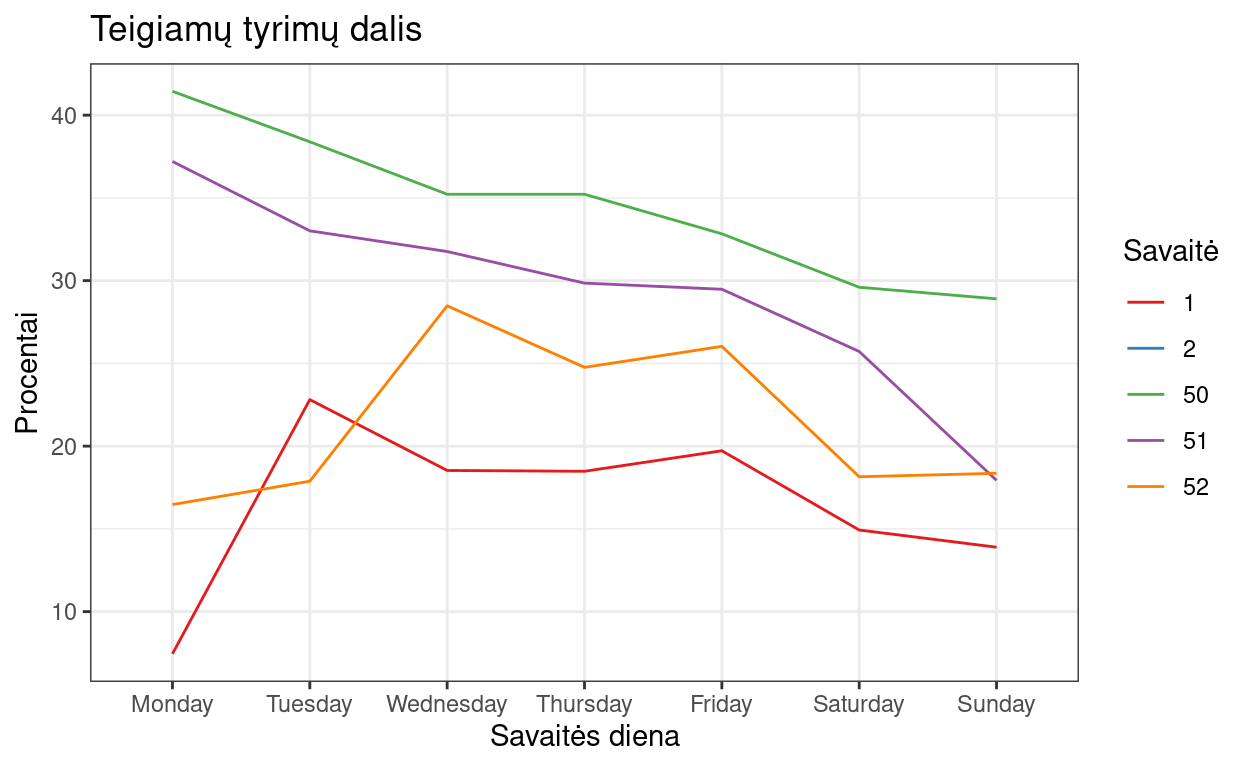 Teigiamų tyrimų dalis
Procentai
40
30
20
10
Monday
Tuesday
Wednesday
Thursday
Friday
Saturday
Sunday
Savaitės diena
Savaitė
1
2
50
51
52